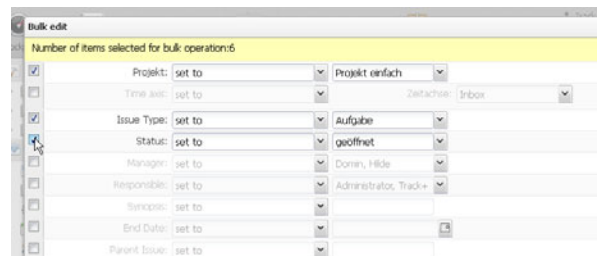 Bulk edit
Number of items selected for bulk operation:6
Projekt: set to Projekt einfach
Time axis: set to Zeitachse: Inbox
Issue Type: set to Aufgabe
Status: set to geöffnet
Manager: set to Domin, Hilde
Responsible: set to Administrator, Track+
Synopsis: set to
End Date: set to
Parent Issue: set to